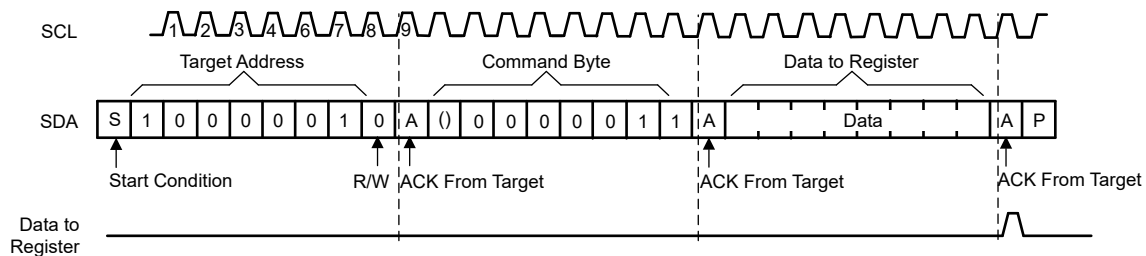 SCL 1 2 3 4 6 7 8 9
Target Address Command Byte Data to Register
SDA S 1 0 0 0 0 0 1 0 A () 0 0 0 0 0 1 1 A Data A P
Start Condition R/W ACK From Target ACK From Target ACK From Target
Data to
Register